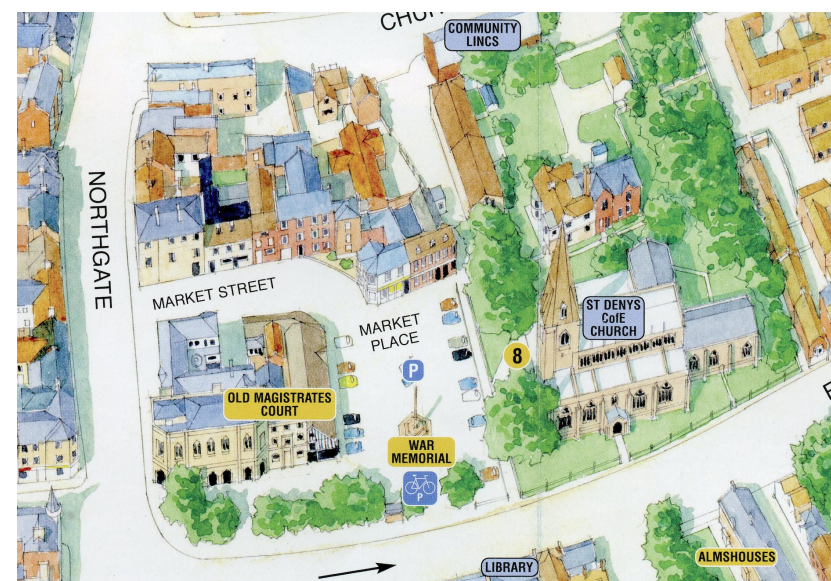 CHU
COMMUNITY
LINCS
NORTHGATE
MARKET STREET
MARKET
PLACE
ST DENYS
CofE
CHURCH
8
P
OLD MAGISTRATES
COURT
WAR
MEMORIAL
P
LIBRARY
ALMSHOUSES